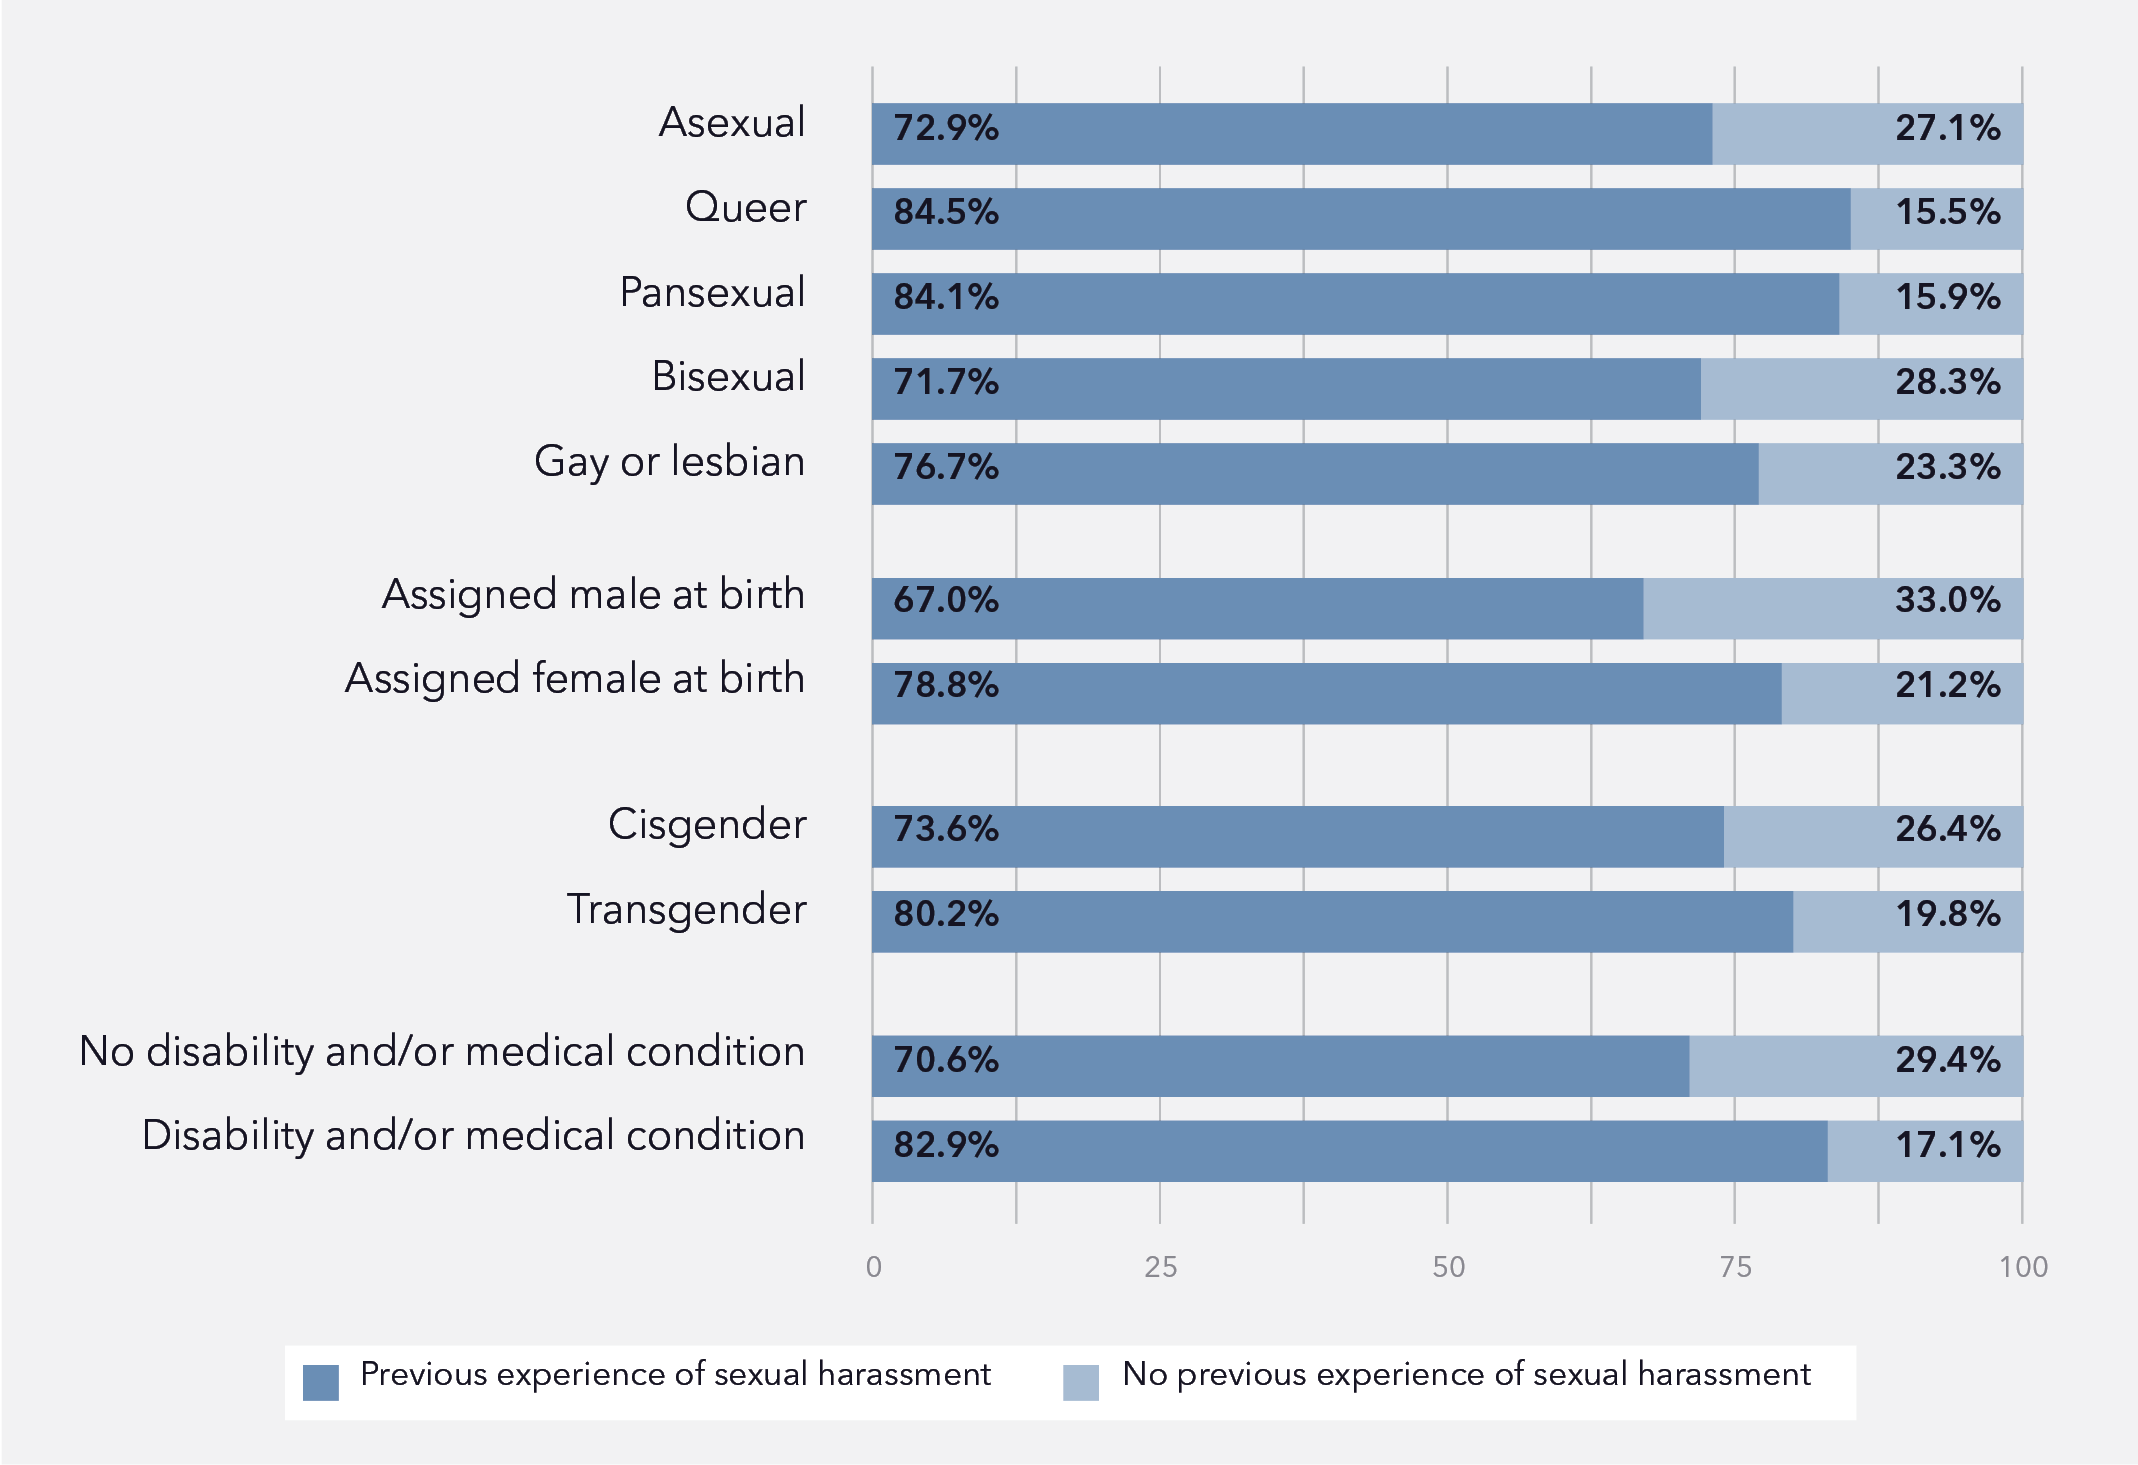 Asexual 72.9% 27.1%
Queer 84.5% 15.5%
Pansexual 84.1% 15.9%
Bisexual 71.7% 28.3%
Gay or lesbian 76.7% 23.3%
Assigned male at birth 67.0% 33.0%
Assigned female at birth 78.8% 21.2%
Cisgender 73.6% 26.4%
Transgender 80.2% 19.8%
No disability and/or medical condition 70.6% 29.4%
Disability and/or medical condition 82.9% 17.1%
0 25 50 75 100
Previous experience of sexual harassment No previous experience of sexual harassment